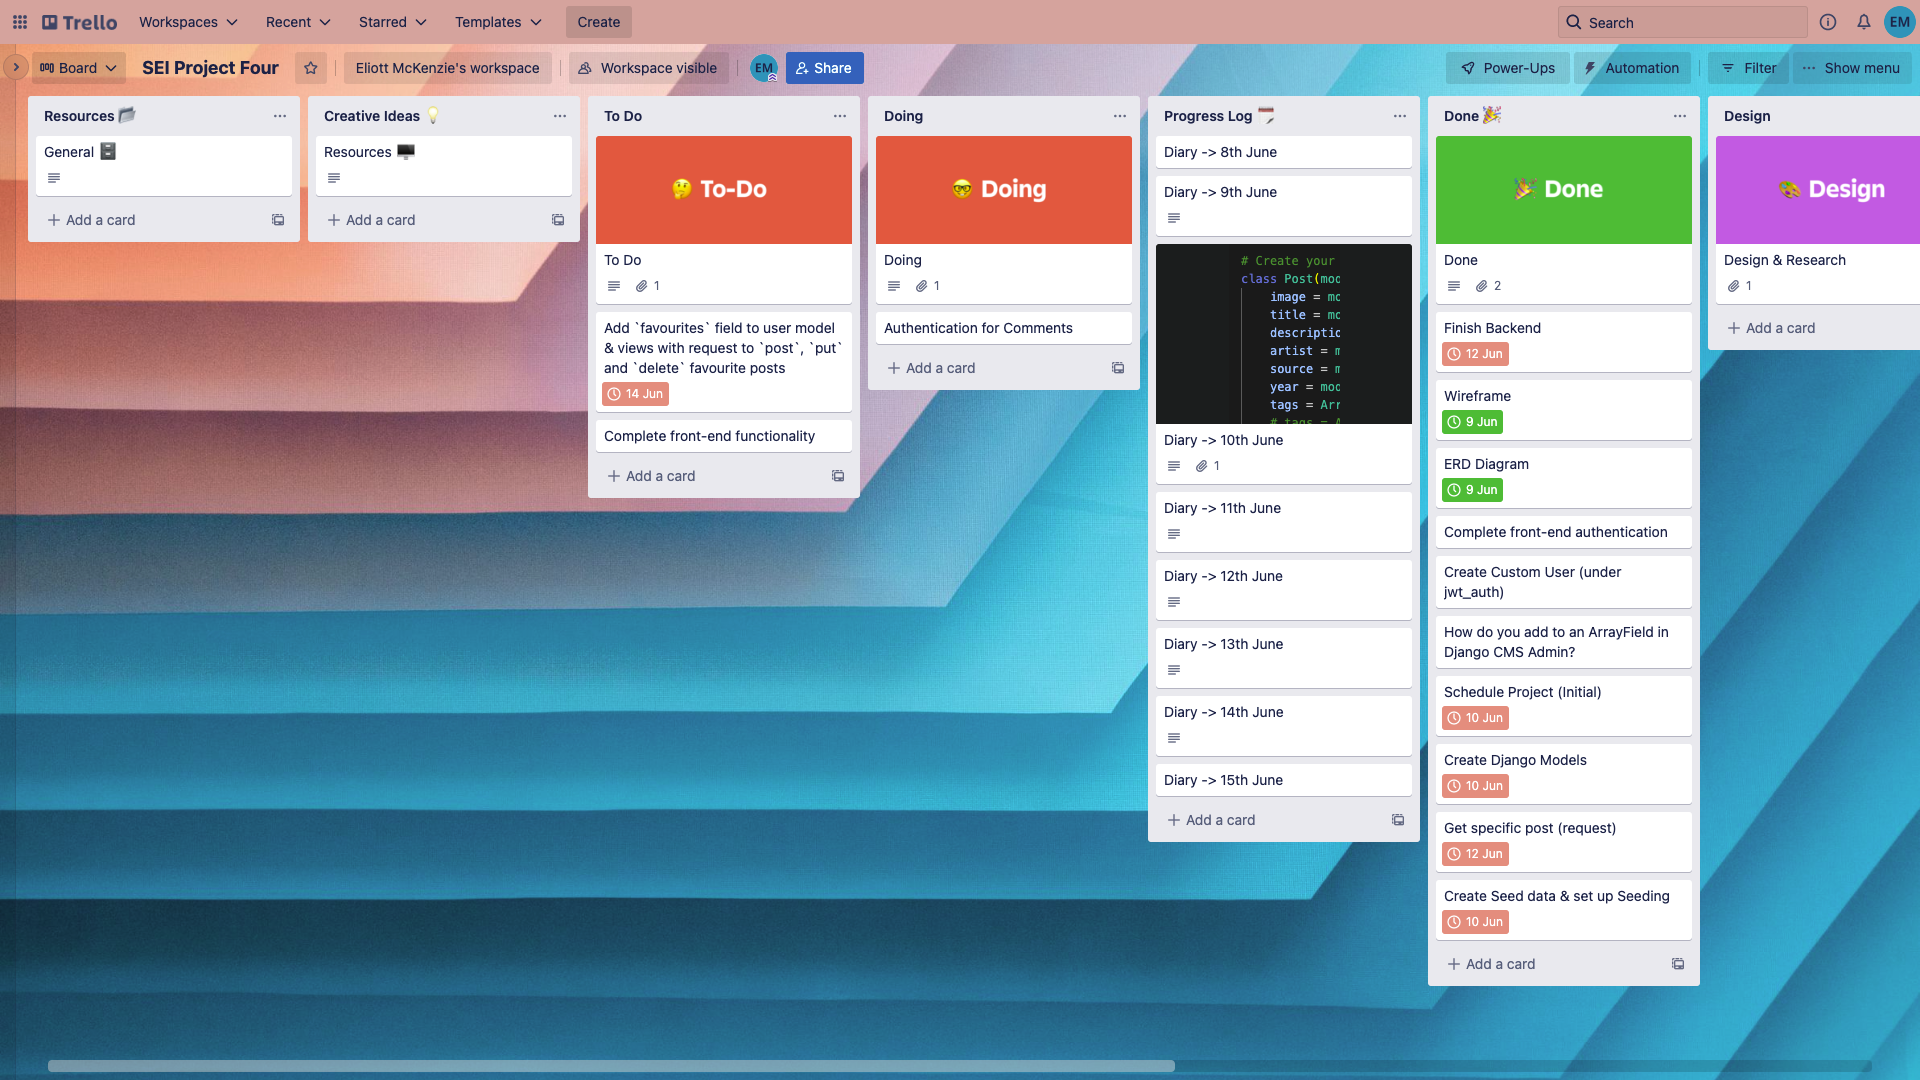 Trello Workspaces Recent Starred Templates Create Search EM
Board SEI Project Four Eliott McKenzie's workspace Workspace visible EM Share Power-Ups Automation Filter Show menu
Resources
General
Add a card
Creative Ideas
Resources
Add a card
To Do
To-Do
To Do
1
Add `favourites` field to user model
& views with request to `post`, `put`
and `delete` favourite posts
14 Jun
Complete front-end functionality
Add a card
Doing
Doing
Doing
1
Authentication for Comments
Add a card
Progress Log
Diary -> 8th June
Diary -> 9th June
# Create your
class Post(mod
image = mo
title = mo
descriptio
artist = m
source = m
year = mod
tags = Arr
# tags = A
Diary -> 10th June
1
Diary -> 11th June
Diary -> 12th June
Diary -> 13th June
Diary -> 14th June
Diary -> 15th June
Add a card
Done
Done
Done
2
Finish Backend
12 Jun
Wireframe
9 Jun
ERD Diagram
9 Jun
Complete front-end authentication
Create Custom User (under
jwt_auth)
How do you add to an ArrayField in
Django CMS Admin?
Schedule Project (Initial)
10 Jun
Create Django Models
10 Jun
Get specific post (request)
12 Jun
Create Seed data & set up Seeding
10 Jun
Add a card
Design
Design
Design & Research
1
Add a card